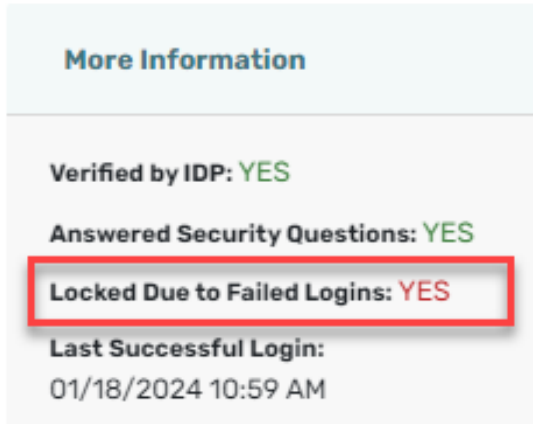 More Information
Verified by IDP: YES
Answered Security Questions: YES
Locked Due to Failed Logins: YES
Last Successful Login:
01/18/2024 10:59 AM